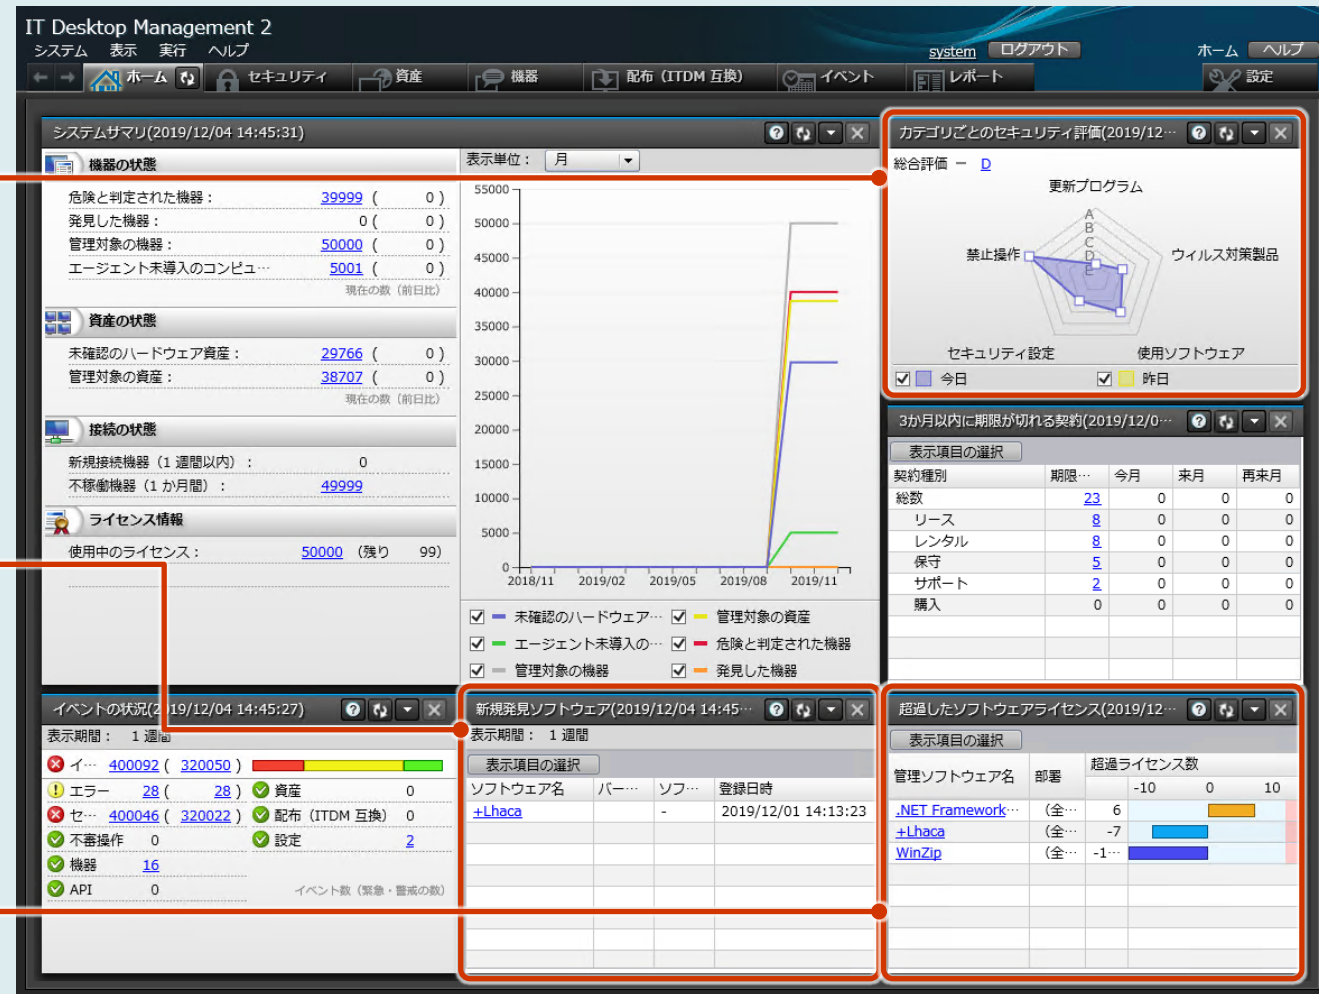 IT Desktop Management 2
システム 表示 実行 ヘルプ
system ログアウト
ホーム ヘルプ
ホーム セキュリティ 資産 機器 配布 (ITDM 互換) イベント レポート 設定
システムサマリ(2019/12/04 14:45:31)
機器の状態
危険と判定された機器： 39999 ( 0 )
発見した機器： 0 ( 0 )
管理対象の機器： 50000 ( 0 )
エージェント未導入のコンピュ… 5001 ( 0 )
現在の数（前日比）
資産の状態
未確認のハードウェア資産： 29766 ( 0 )
管理対象の資産： 38707 ( 0 )
現在の数（前日比）
接続の状態
新規接続機器（1 週間以内）： 0
不稼働機器（1 か月間）： 49999
ライセンス情報
使用中のライセンス： 50000 （残り 99）
表示単位： 月
55000
50000
45000
40000
35000
30000
25000
20000
15000
10000
5000
0
2018/11 2019/02 2019/05 2019/08 2019/11
未確認のハードウェア… 管理対象の資産
エージェント未導入の… 危険と判定された機器
管理対象の機器 発見した機器
カテゴリごとのセキュリティ評価(2019/12…
総合評価 － D
更新プログラム
A
B
C
D
E
禁止操作
ウィルス対策製品
セキュリティ設定
使用ソフトウェア
今日 昨日
3か月以内に期限が切れる契約(2019/12/0…
表示項目の選択
契約種別 期限… 今月 来月 再来月
総数 23 0 0 0
リース 8 0 0 0
レンタル 8 0 0 0
保守 5 0 0 0
サポート 2 0 0 0
購入 0 0 0 0
イベントの状況(2019/12/04 14:45:27)
表示期間： 1 週間
イ… 400092 ( 320050 )
エラー 28 ( 28 ) 資産 0
セ… 400046 ( 320022 ) 配布 (ITDM 互換) 0
不審操作 0 設定 2
機器 16
API 0
イベント数（緊急・警戒の数）
新規発見ソフトウェア(2019/12/04 14:45…
表示期間： 1 週間
表示項目の選択
ソフトウェア名 バー… ソフ… 登録日時
+Lhaca - 2019/12/01 14:13:23
超過したソフトウェアライセンス(2019/12…
表示項目の選択
管理ソフトウェア名 部署 超過ライセンス数
-10 0 10
.NET Framework… (全… 6
+Lhaca (全… -7
WinZip (全… -1…